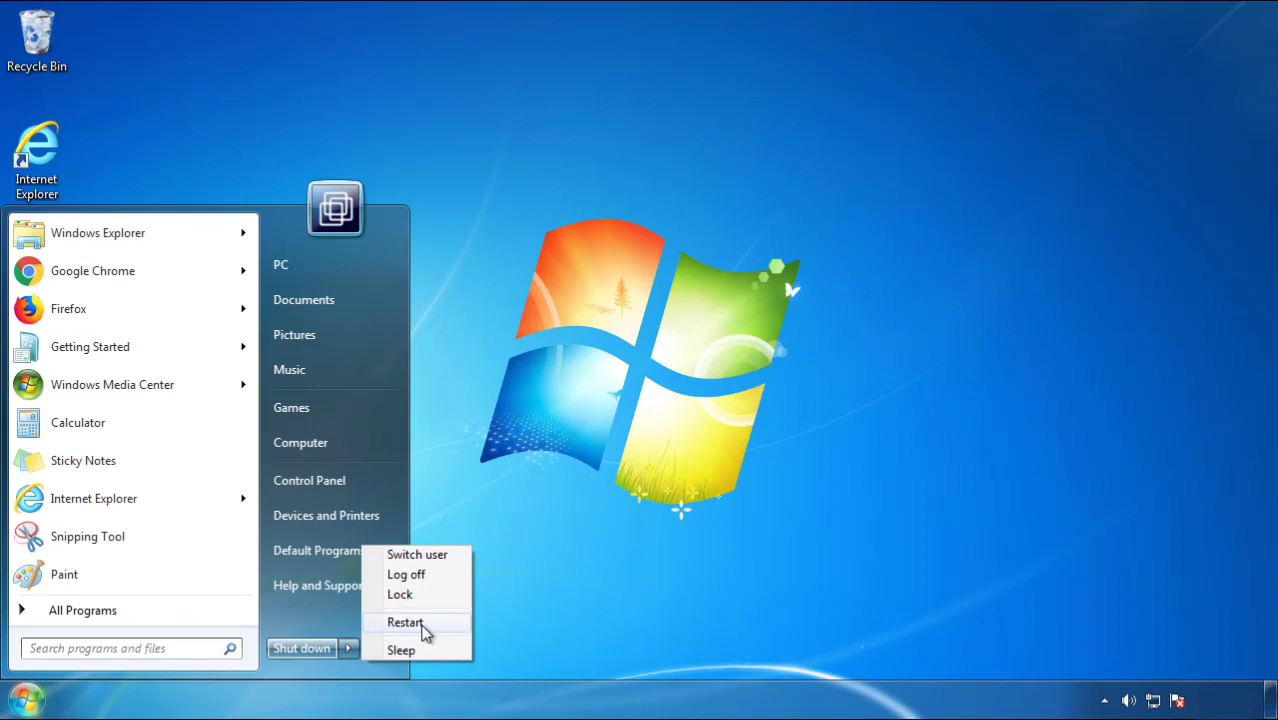 Recycle Bin
Internet
Explorer
Windows Explorer
Google Chrome
Firefox
Getting Started
Windows Media Center
Calculator
Sticky Notes
Internet Explorer
Snipping Tool
Paint
All Programs
Search programs and files
PC
Documents
Pictures
Music
Games
Computer
Control Panel
Devices and Printers
Default Program
Help and Suppor
Shut down
Switch user
Log off
Lock
Restart
Sleep